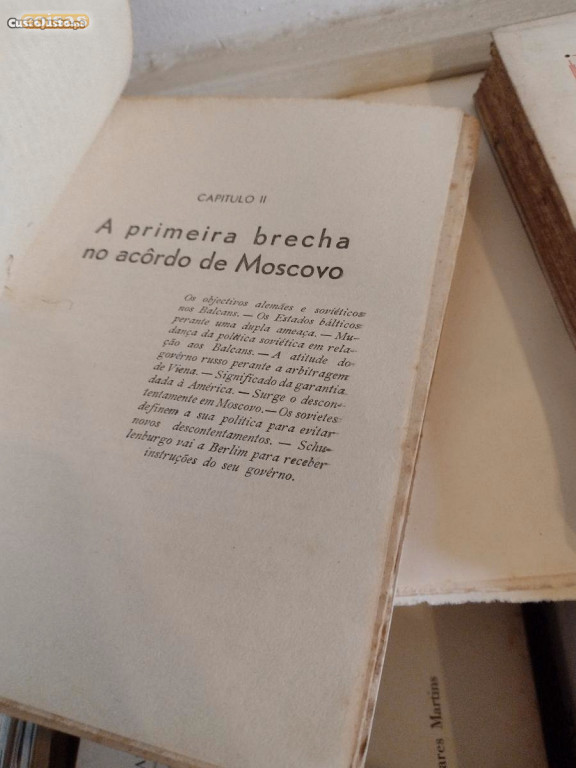 CustoJusto.pt
CAPITULO II
A primeira brecha
no acôrdo de Moscovo
Os objectivos alemães e soviéticos
nos Balcans. — Os Estados bálticos
perante uma dupla ameaça. — Mu-
dança da política soviética em rela-
ção aos Balcans. — A atitude do
govêrno russo perante a arbitragem
de Viena. — Significado da garantia
dada à América. — Surge o descon-
tentamente em Moscovo. — Os sovietes
definem a sua política para evitar
novos descontentamentos. — Schu-
lenburgo vai a Berlim para receber
instruções do seu govêrno.
ares Martins